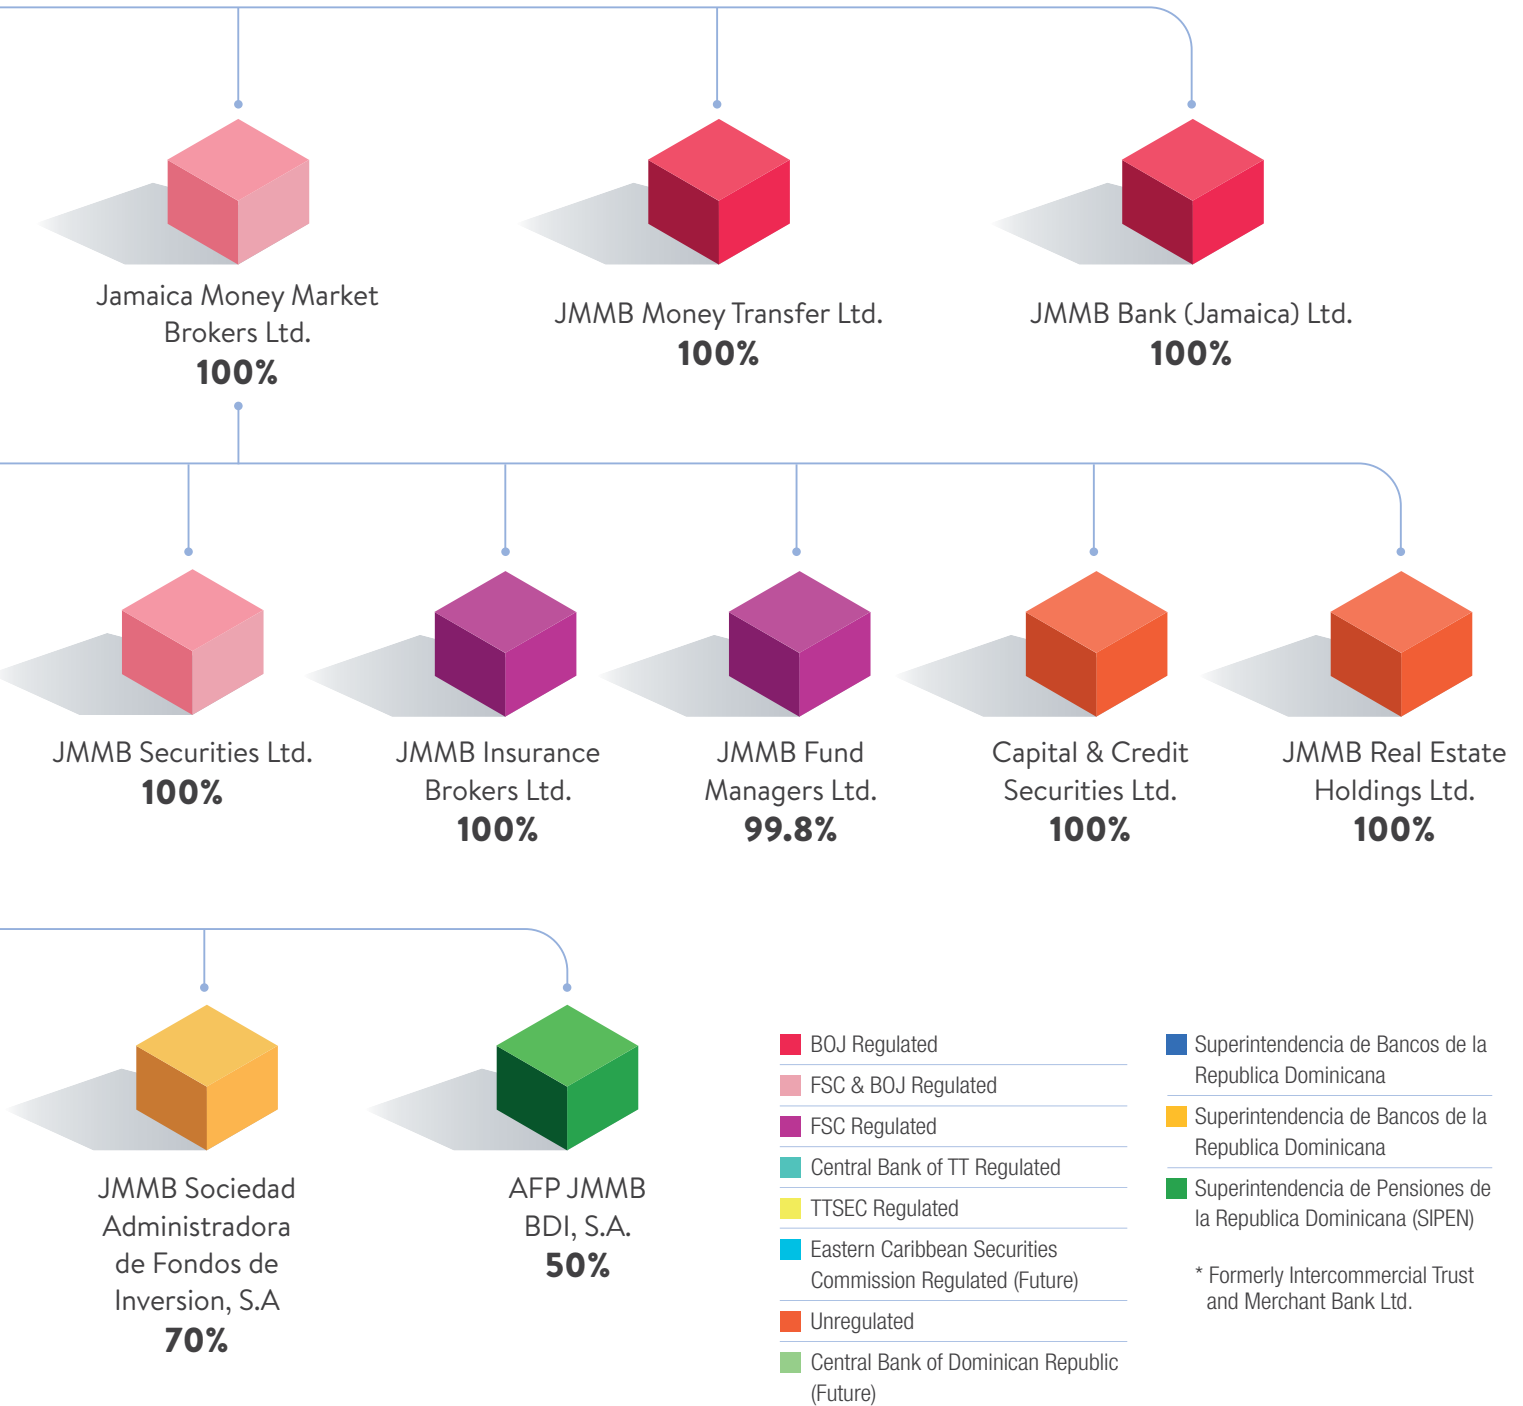 Jamaica Money Market
Brokers Ltd.
100%
JMMB Money Transfer Ltd.
100%
JMMB Bank (Jamaica) Ltd.
100%
JMMB Securities Ltd.
100%
JMMB Insurance
Brokers Ltd.
100%
JMMB Fund
Managers Ltd.
99.8%
Capital & Credit
Securities Ltd.
100%
JMMB Real Estate
Holdings Ltd.
100%
JMMB Sociedad
Administradora
de Fondos de
Inversion, S.A
70%
AFP JMMB
BDI, S.A.
50%
BOJ Regulated
FSC & BOJ Regulated
FSC Regulated
Central Bank of TT Regulated
TTSEC Regulated
Eastern Caribbean Securities
Commission Regulated (Future)
Unregulated
Central Bank of Dominican Republic
(Future)
Superintendencia de Bancos de la
Republica Dominicana
Superintendencia de Bancos de la
Republica Dominicana
Superintendencia de Pensiones de
la Republica Dominicana (SIPEN)
* Formerly Intercommercial Trust
and Merchant Bank Ltd.